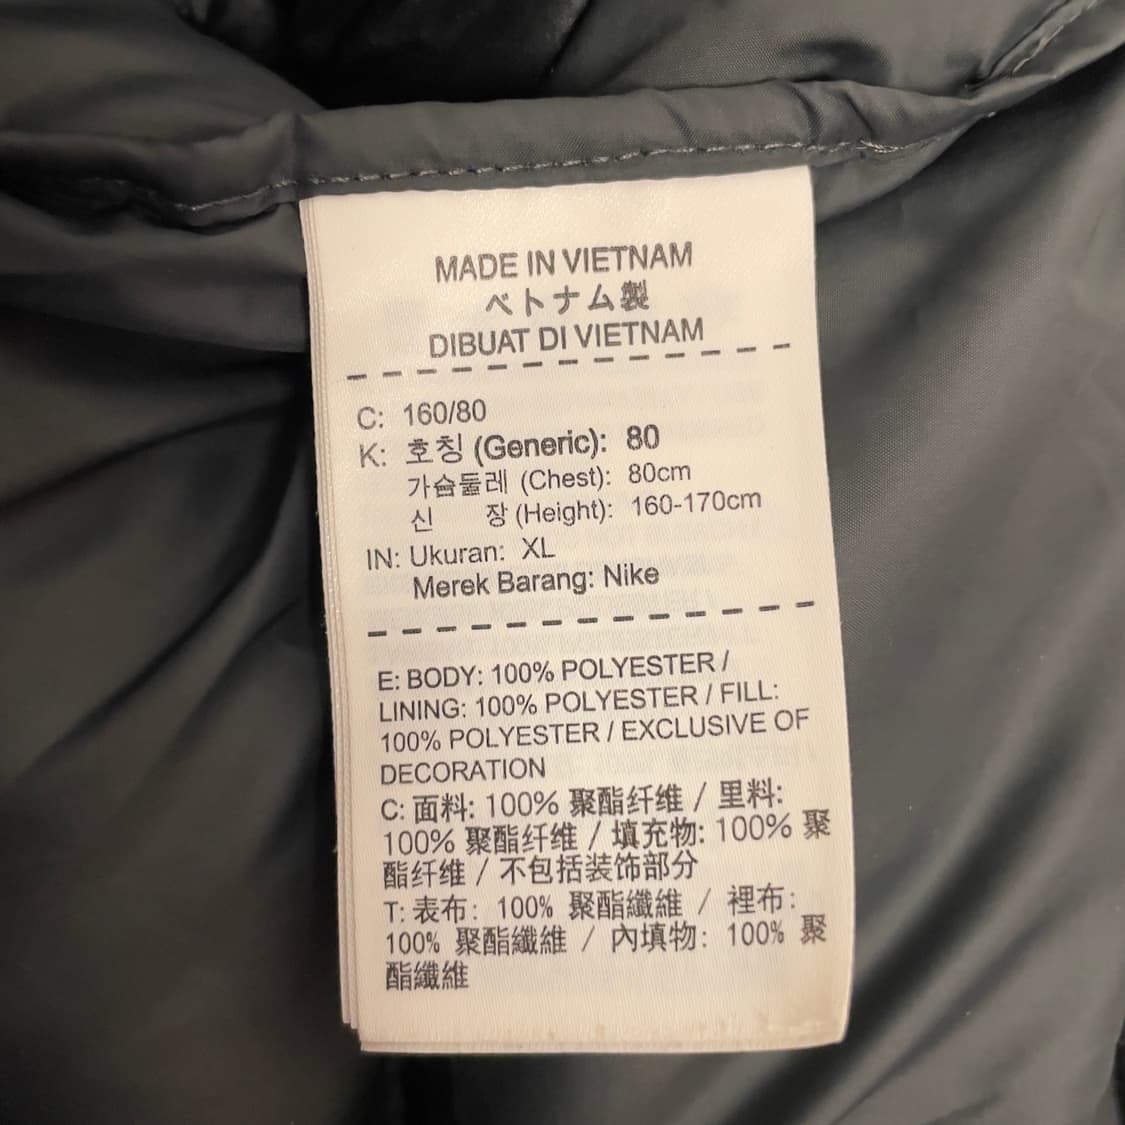 MADE IN VIETNAM
ベトナム製
DIBUAT DI VIETNAM
C: 160/80
K: 호칭 (Generic): 80
가슴둘레 (Chest): 80cm
신 장 (Height): 160-170cm
IN: Ukuran: XL
Merek Barang: Nike
E: BODY: 100% POLYESTER /
LINING: 100% POLYESTER / FILL:
100% POLYESTER / EXCLUSIVE OF
DECORATION
C: 面料: 100% 聚酯纤维 / 里料:
100% 聚酯纤维 / 填充物: 100% 聚
酯纤维 / 不包括装饰部分
T: 表布: 100% 聚酯纖維 / 裡布:
100% 聚酯纖維 / 內填物: 100% 聚
酯纖維